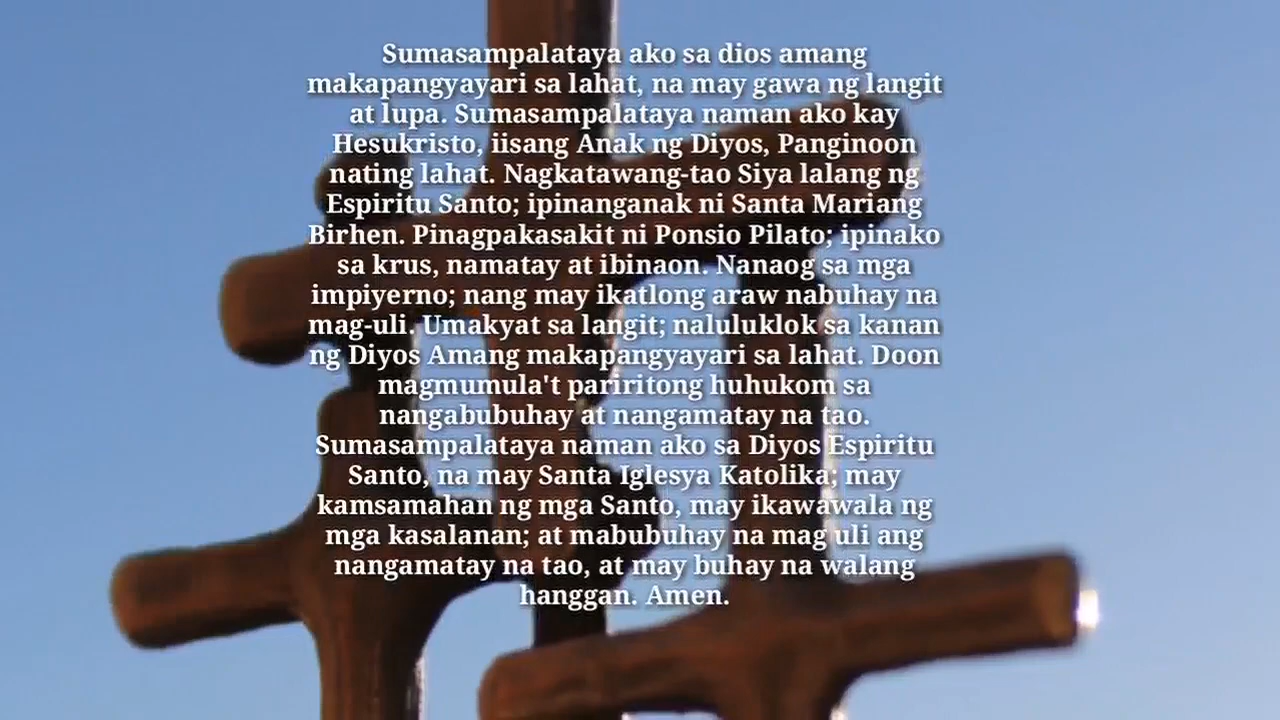 Sumasampalataya ako sa dios amang
makapangyayari sa lahat, na may gawa ng langit
at lupa. Sumasampalataya naman ako kay
Hesukristo, iisang Anak ng Diyos, Panginoon
nating lahat. Nagkatawang-tao Siya lalang ng
Espiritu Santo; ipinanganak ni Santa Mariang
Birhen. Pinagpakasakit ni Ponsio Pilato; ipinako
sa krus, namatay at ibinaon. Nanaog sa mga
impiyerno; nang may ikatlong araw nabuhay na
mag-uli. Umakyat sa langit; naluluklok sa kanan
ng Diyos Amang makapangyayari sa lahat. Doon
magmumula't pariritong huhukom sa
nangabubuhay at nangamatay na tao.
Sumasampalataya naman ako sa Diyos Espiritu
Santo, na may Santa Iglesya Katolika; may
kamsamahan ng mga Santo, may ikawawala ng
mga kasalanan; at mabubuhay na mag uli ang
nangamatay na tao, at may buhay na walang
hanggan. Amen.